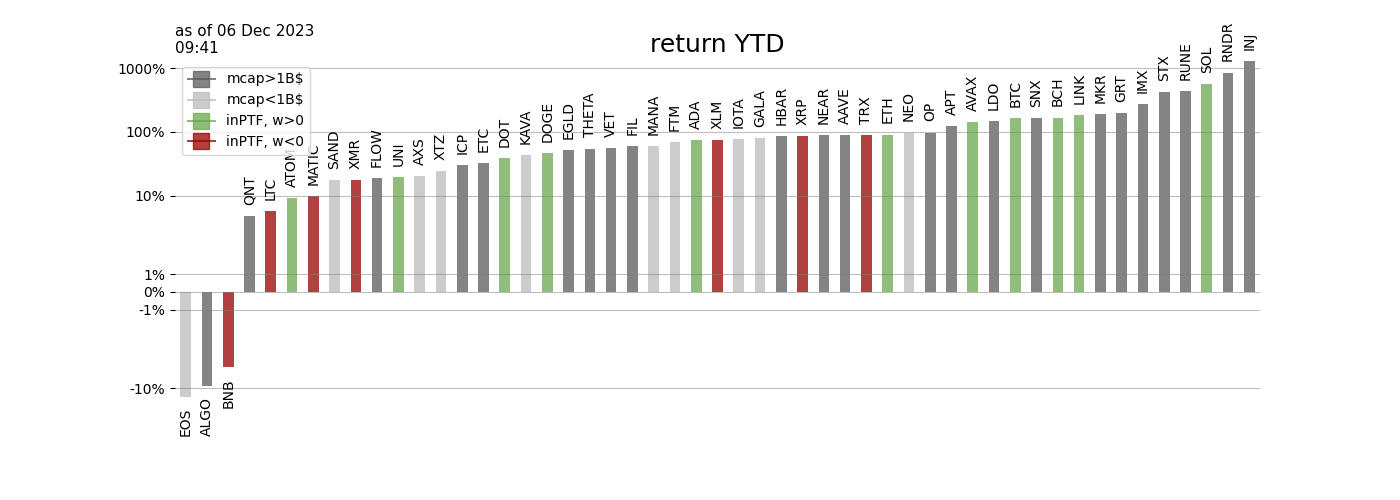 as of 06 Dec 2023
09:41
return YTD
mcap>1B$
mcap<1B$
inPTF, w>0
inPTF, w<0
1000%
100%
10%
1%
0%
-1%
-10%
EOS
ALGO
BNB
QNT
LTC
ATOM
MATIC
SAND
XMR
FLOW
UNI
AXS
XTZ
ICP
ETC
DOT
KAVA
DOGE
EGLD
THETA
VET
FIL
MANA
FTM
ADA
XLM
IOTA
GALA
HBAR
XRP
NEAR
AAVE
TRX
ETH
NEO
OP
APT
AVAX
LDO
BTC
SNX
BCH
LINK
MKR
GRT
IMX
STX
RUNE
SOL
RNDR
INJ